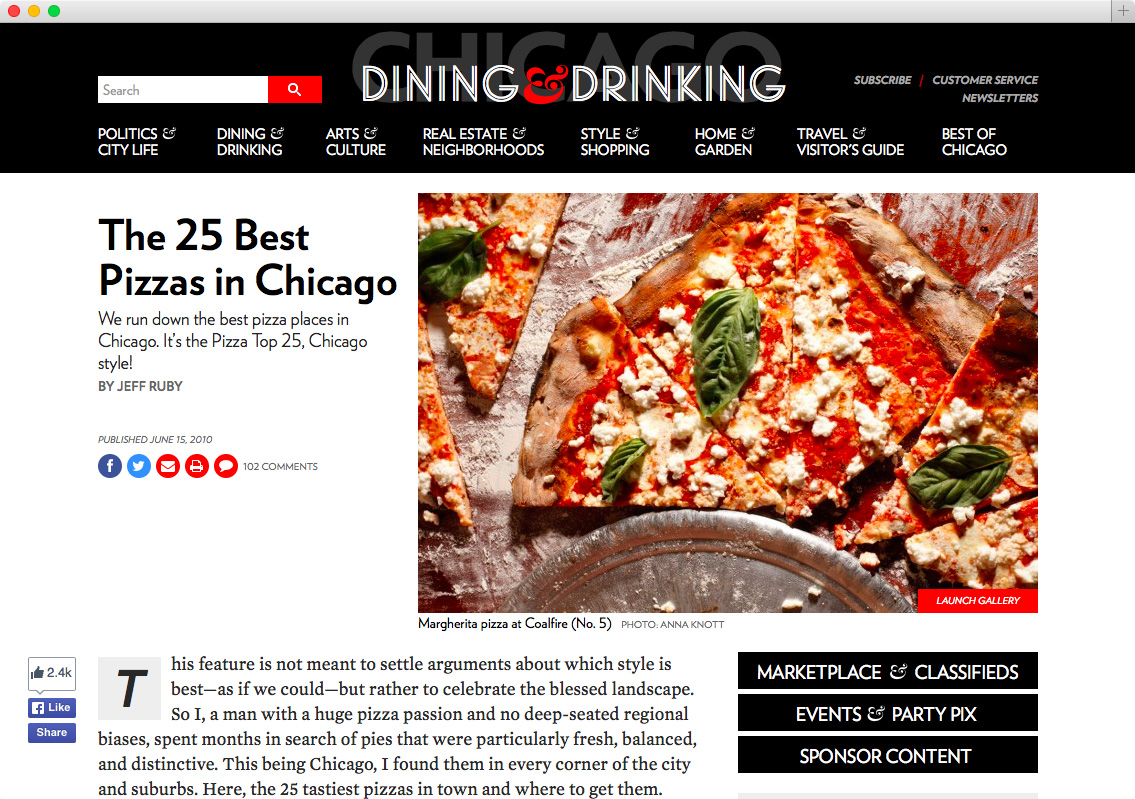 CHICAGO
DINING & DRINKING
Search
SUBSCRIBE / CUSTOMER SERVICE
NEWSLETTERS
POLITICS & CITY LIFE
DINING & DRINKING
ARTS & CULTURE
REAL ESTATE & NEIGHBORHOODS
STYLE & SHOPPING
HOME & GARDEN
TRAVEL & VISITOR'S GUIDE
BEST OF CHICAGO
The 25 Best
Pizzas in Chicago
We run down the best pizza places in
Chicago. It's the Pizza Top 25, Chicago
style!
BY JEFF RUBY
PUBLISHED JUNE 15, 2010
102 COMMENTS
LAUNCH GALLERY
Margherita pizza at Coalfire (No. 5) PHOTO: ANNA KNOTT
2.4k
Like
Share
This feature is not meant to settle arguments about which style is
best—as if we could—but rather to celebrate the blessed landscape.
So I, a man with a huge pizza passion and no deep-seated regional
biases, spent months in search of pies that were particularly fresh, balanced,
and distinctive. This being Chicago, I found them in every corner of the city
and suburbs. Here, the 25 tastiest pizzas in town and where to get them.
MARKETPLACE & CLASSIFIEDS
EVENTS & PARTY PIX
SPONSOR CONTENT